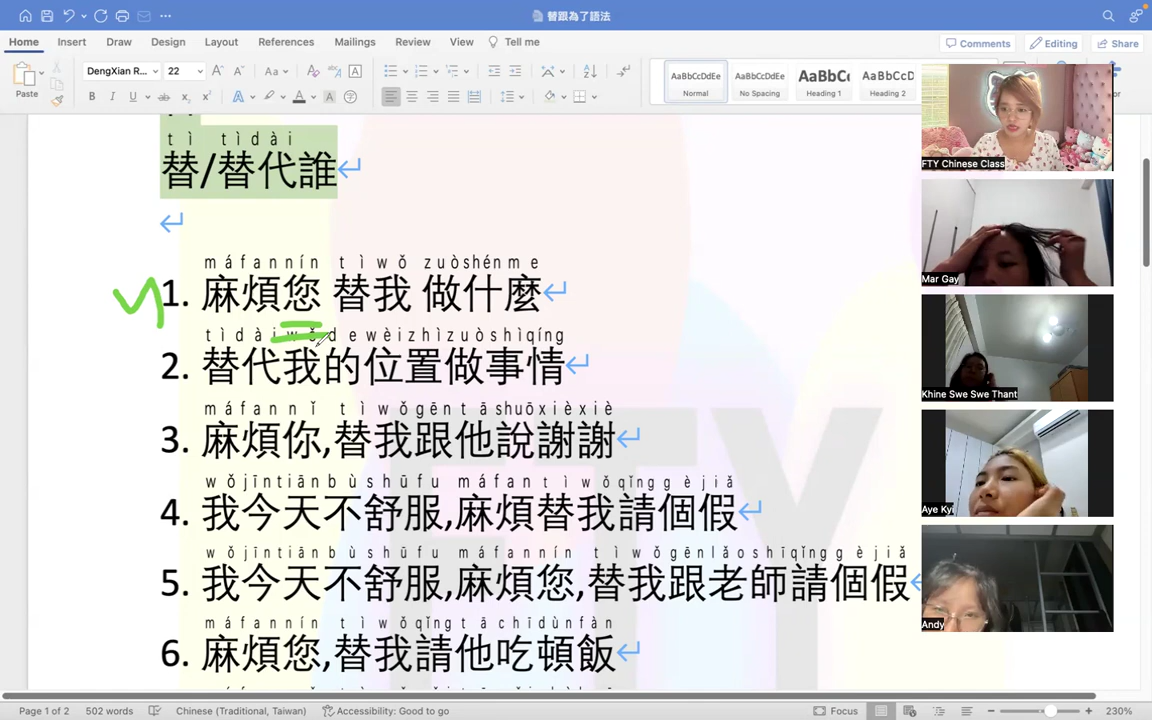 替跟為了語法
Home Insert Draw Design Layout References Mailings Review View Tell me
Comments Editing Share
Paste
DengXian R... 22
AaBbCcDdEe AaBbCcDdEe AaBbC AaBbCcD
Normal No Spacing Heading 1 Heading 2
tì tìdài
替/替代誰
máfannín tìwǒ zuòshénme
1. 麻煩您 替我 做什麼
tìdàiwǒdewèizhìzuòshìqíng
2. 替代我的位置做事情
máfannǐ tìwǒgēntāshuōxièxiè
3. 麻煩你,替我跟他說謝謝
wǒjīntiānbùshūfu máfantìwǒqǐnggèjiǎ
4. 我今天不舒服,麻煩替我請個假
wǒjīntiānbùshūfu máfannín tìwǒgēnlǎoshīqǐnggèjiǎ
5. 我今天不舒服,麻煩您,替我跟老師請個假
máfannín tìwǒqǐngtāchīdùnfàn
6. 麻煩您,替我請他吃頓飯
FTY
FTY Chinese Class
Mar Gay
Khine Swe Swe Thant
Aye Kyi
Andy
Page 1 of 2 502 words Chinese (Traditional, Taiwan) Accessibility: Good to go Focus 230%